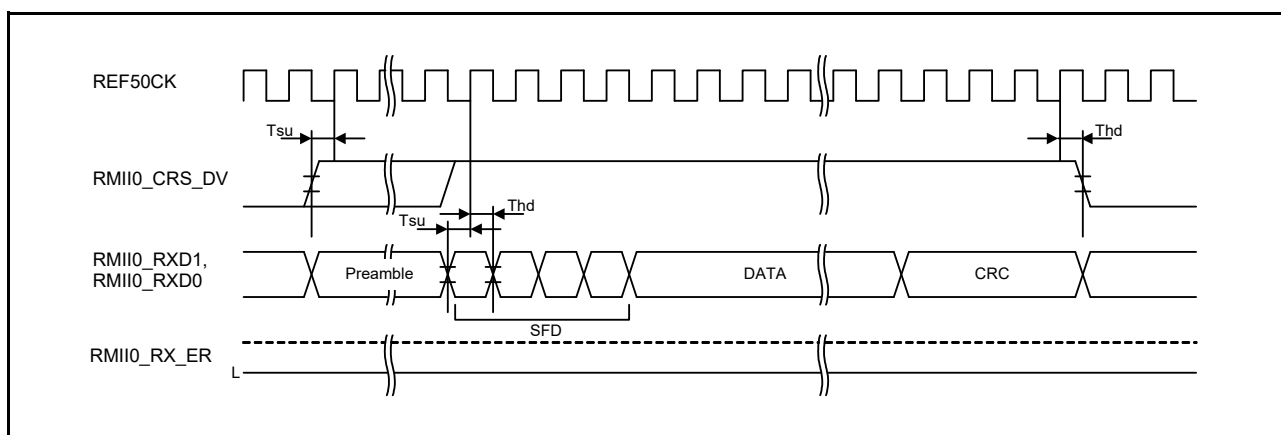 REF50CK
Tsu
Thd
RMII0_CRS_DV
Tsu
Thd
RMII0_RXD1,
RMII0_RXD0
Preamble
DATA
CRC
SFD
RMII0_RX_ER
L